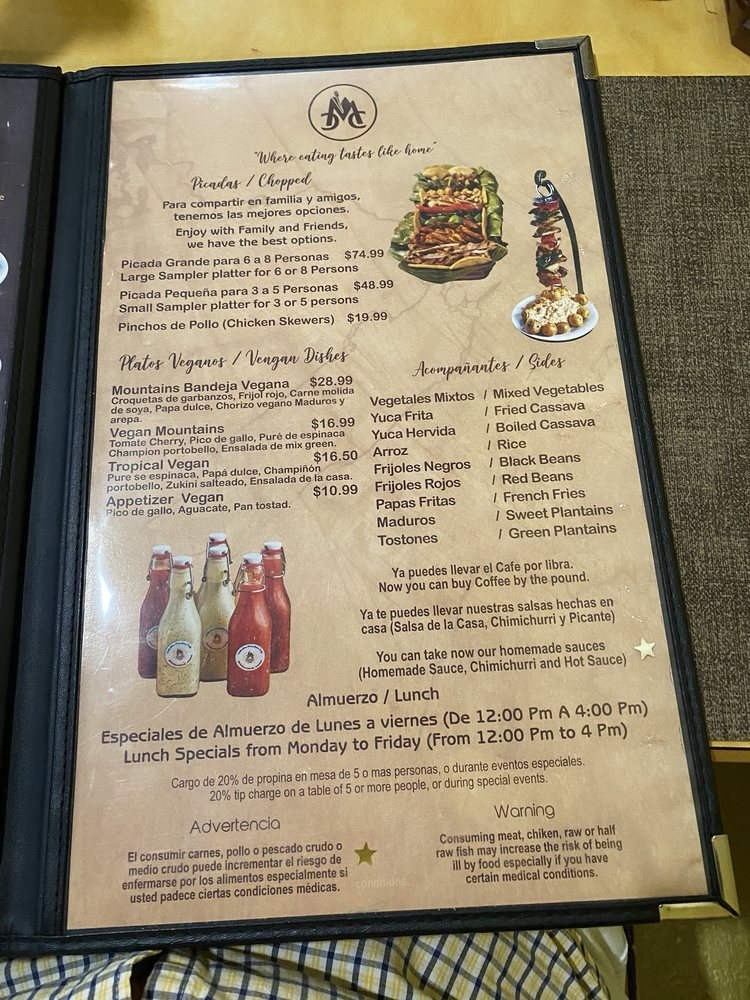 "Where eating tastes like home"
Picadas / Chopped
Para compartir en familia y amigos,
tenemos las mejores opciones.
Enjoy with Family and Friends,
we have the best options.
Picada Grande para 6 a 8 Personas $74.99
Large Sampler platter for 6 or 8 Persons
Picada Pequeña para 3 a 5 Personas $48.99
Small Sampler platter for 3 or 5 persons
Pinchos de Pollo (Chicken Skewers) $19.99
Platos Veganos / Vengan Dishes
Mountains Bandeja Vegana $28.99
Croquetas de garbanzos, Frijol rojo, Carne molida
de soya, Papa dulce, Chorizo vegano Maduros y
arepa.
Vegan Mountains $16.99
Tomate Cherry, Pico de gallo, Puré de espinaca
Champion portobello, Ensalada de mix green.
Tropical Vegan $16.50
Pure se espinaca, Papá dulce, Champiñón
portobello, Zukini salteado, Ensalada de la casa.
Appetizer Vegan $10.99
Pico de gallo, Aguacate, Pan tostad.
Acompañantes / Sides
Vegetales Mixtos / Mixed Vegetables
Yuca Frita / Fried Cassava
Yuca Hervida / Boiled Cassava
Arroz / Rice
Frijoles Negros / Black Beans
Frijoles Rojos / Red Beans
Papas Fritas / French Fries
Maduros / Sweet Plantains
Tostones / Green Plantains
Ya puedes llevar el Cafe por libra.
Now you can buy Coffee by the pound.
Ya te puedes llevar nuestras salsas hechas en
casa (Salsa de la Casa, Chimichurri y Picante)
You can take now our homemade sauces
(Homemade Sauce, Chimichurri and Hot Sauce)
Almuerzo / Lunch
Especiales de Almuerzo de Lunes a viernes (De 12:00 Pm A 4:00 Pm)
Lunch Specials from Monday to Friday (From 12:00 Pm to 4 Pm)
Cargo de 20% de propina en mesa de 5 o mas personas, o durante eventos especiales.
20% tip charge on a table of 5 or more people, or during special events.
Advertencia
El consumir carnes, pollo o pescado crudo o
medio crudo puede incrementar el riesgo de
enfermarse por los alimentos especialmente si
usted padece ciertas condiciones médicas.
conditions
Warning
Consuming meat, chiken, raw or half
raw fish may increase the risk of being
ill by food especially if you have
certain medical conditions.